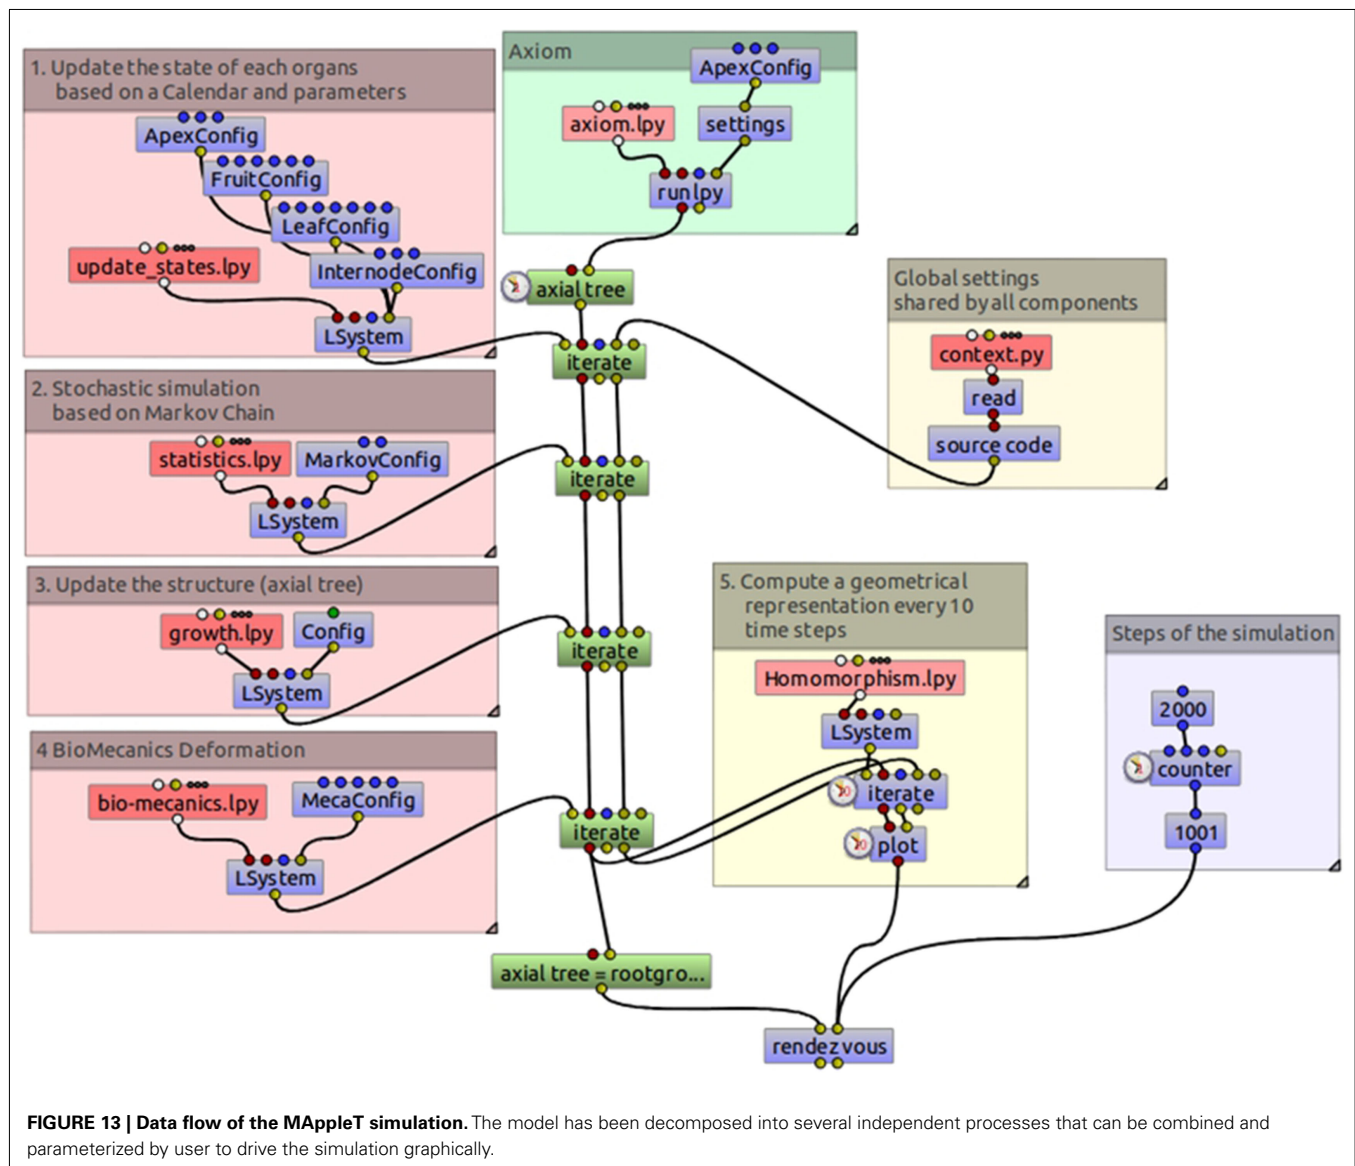 1. Update the state of each organs
based on a Calendar and parameters
ApexConfig
FruitConfig
LeafConfig
update_states.lpy
InternodeConfig
LSystem
Axiom
ApexConfig
axiom.lpy
settings
run lpy
axial tree
iterate
Global settings
shared by all components
context.py
read
source code
2. Stochastic simulation
based on Markov Chain
statistics.lpy
MarkovConfig
LSystem
iterate
3. Update the structure (axial tree)
growth.lpy
Config
LSystem
iterate
4 BioMecanics Deformation
bio-mecanics.lpy
MecaConfig
LSystem
iterate
5. Compute a geometrical
representation every 10
time steps
Homomorphism.lpy
LSystem
iterate
plot
Steps of the simulation
2000
counter
1001
axial tree = rootgro...
rendez vous
FIGURE 13 | Data flow of the MAppleT simulation. The model has been decomposed into several independent processes that can be combined and
parameterized by user to drive the simulation graphically.